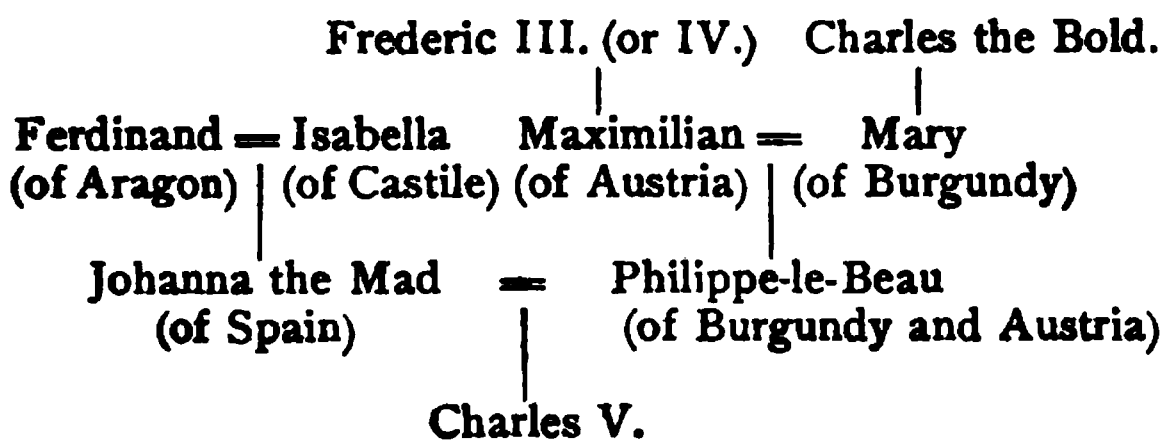 Frederic III. (or IV.) Charles the Bold.
Ferdinand = Isabella Maximilian = Mary
(of Aragon) (of Castile) (of Austria) (of Burgundy)
Johanna the Mad = Philippe-le-Beau
(of Spain) (of Burgundy and Austria)
Charles V.